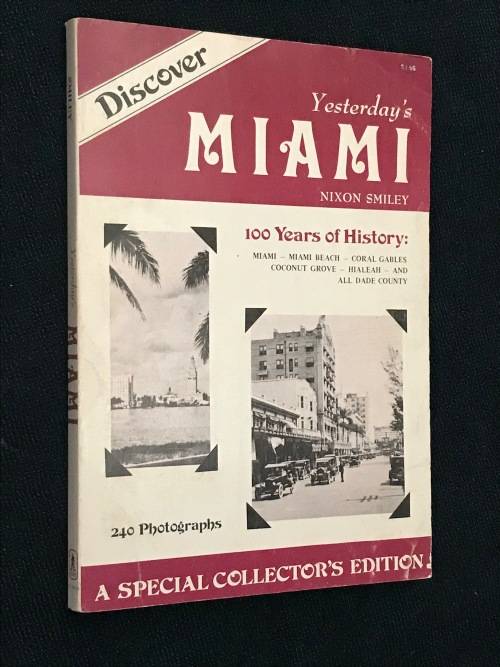 Discover
Yesterday's
MIAMI
NIXON SMILEY
100 Years of History:
MIAMI – MIAMI BEACH – CORAL GABLES
COCONUT GROVE – HIALEAH – AND
ALL DADE COUNTY
240 Photographs
A SPECIAL COLLECTOR'S EDITION
SMILEY
MIAMI